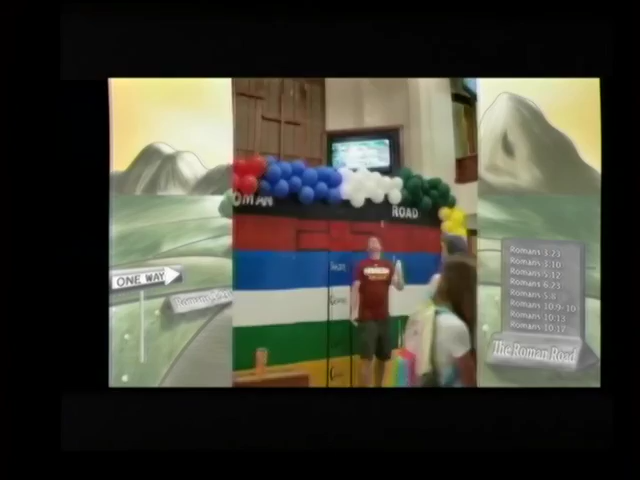 OMAN
ROAD
ONE WAY
Romans 3:23
Romans 3:10
Romans 5:12
Romans 6:23
Romans 5:8
Romans 10:9-10
Romans 10:13
Romans 10:17
The Roman Road